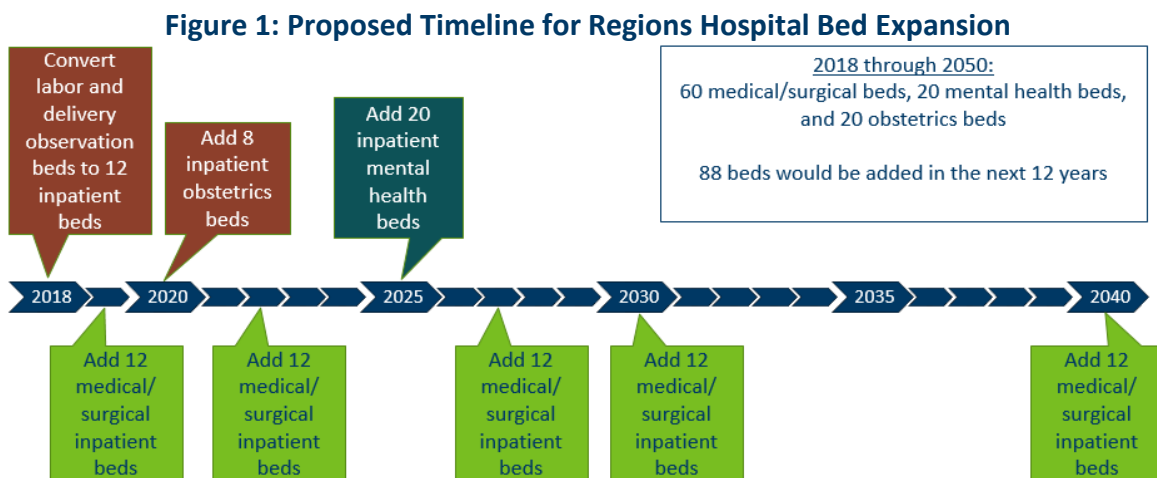 Figure 1: Proposed Timeline for Regions Hospital Bed Expansion
Convert
labor and
delivery
observation
beds to 12
inpatient
beds
Add 8
inpatient
obstetrics
beds
Add 20
inpatient
mental
health
beds
2018 through 2050:
60 medical/surgical beds, 20 mental health beds,
and 20 obstetrics beds
88 beds would be added in the next 12 years
2018
2020
2025
2030
2035
2040
Add 12
medical/
surgical
inpatient
beds
Add 12
medical/
surgical
inpatient
beds
Add 12
medical/
surgical
inpatient
beds
Add 12
medical/
surgical
inpatient
beds
Add 12
medical/
surgical
inpatient
beds